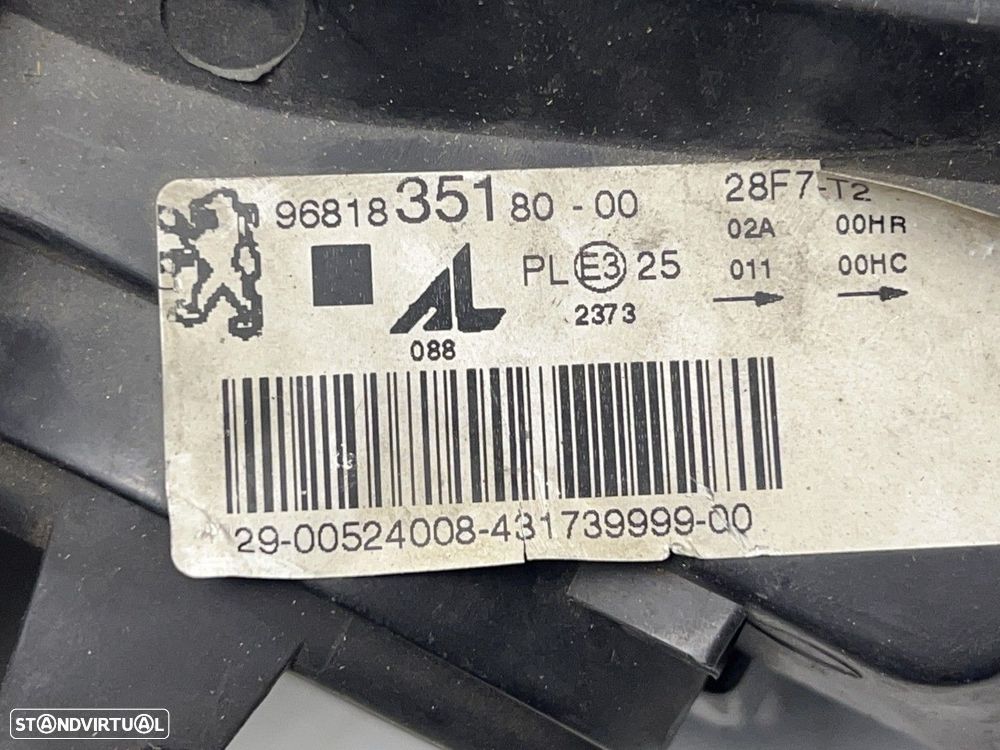 96818 351 80 - 00
28F7-T2
02A 00HR
PL E3 25
011 00HC
2373
AL
088
29-00524008-431739999-00
STANDVIRTUAL